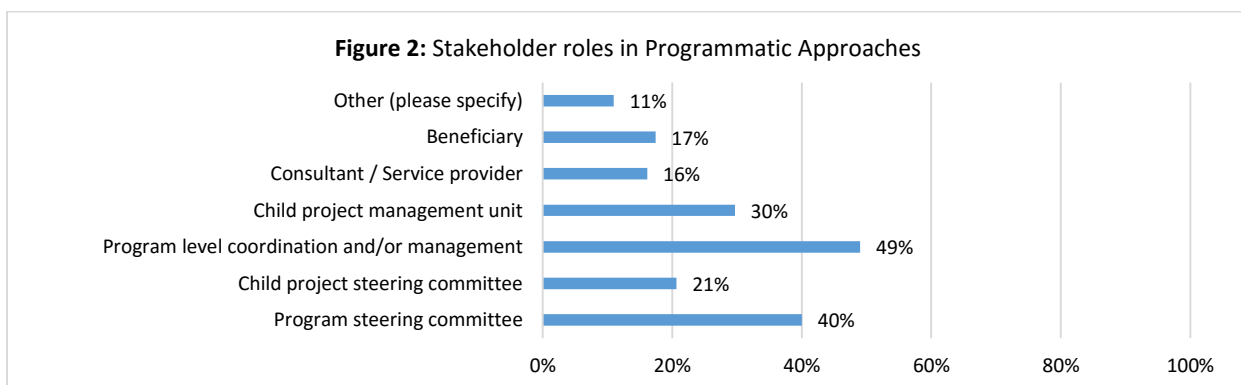 Figure 2: Stakeholder roles in Programmatic Approaches
Other (please specify) 11%
Beneficiary 17%
Consultant / Service provider 16%
Child project management unit 30%
Program level coordination and/or management 49%
Child project steering committee 21%
Program steering committee 40%
0% 20% 40% 60% 80% 100%